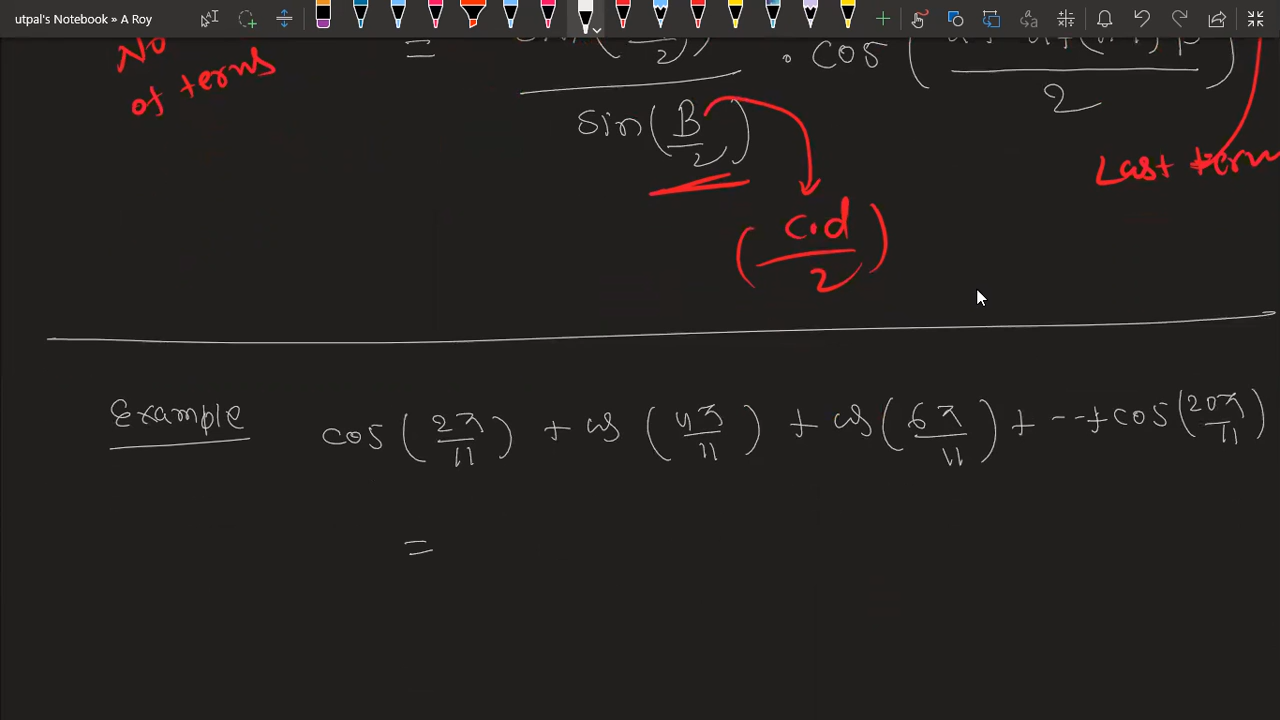 utpal's Notebook » A Roy
No of terms
= · cos
2
sin(B/2)
Last term
(c.d/2)
Example cos(2π/11) + cos(4π/11) + cos(6π/11) + --+ cos(20π/11)
=